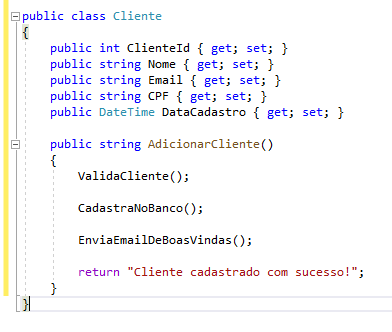 public class Cliente
{
public int ClienteId { get; set; }
public string Nome { get; set; }
public string Email { get; set; }
public string CPF { get; set; }
public DateTime DataCadastro { get; set; }
public string AdicionarCliente()
{
ValidaCliente();
CadastraNoBanco();
EnviaEmailDeBoasVindas();
return "Cliente cadastrado com sucesso!";
}
}